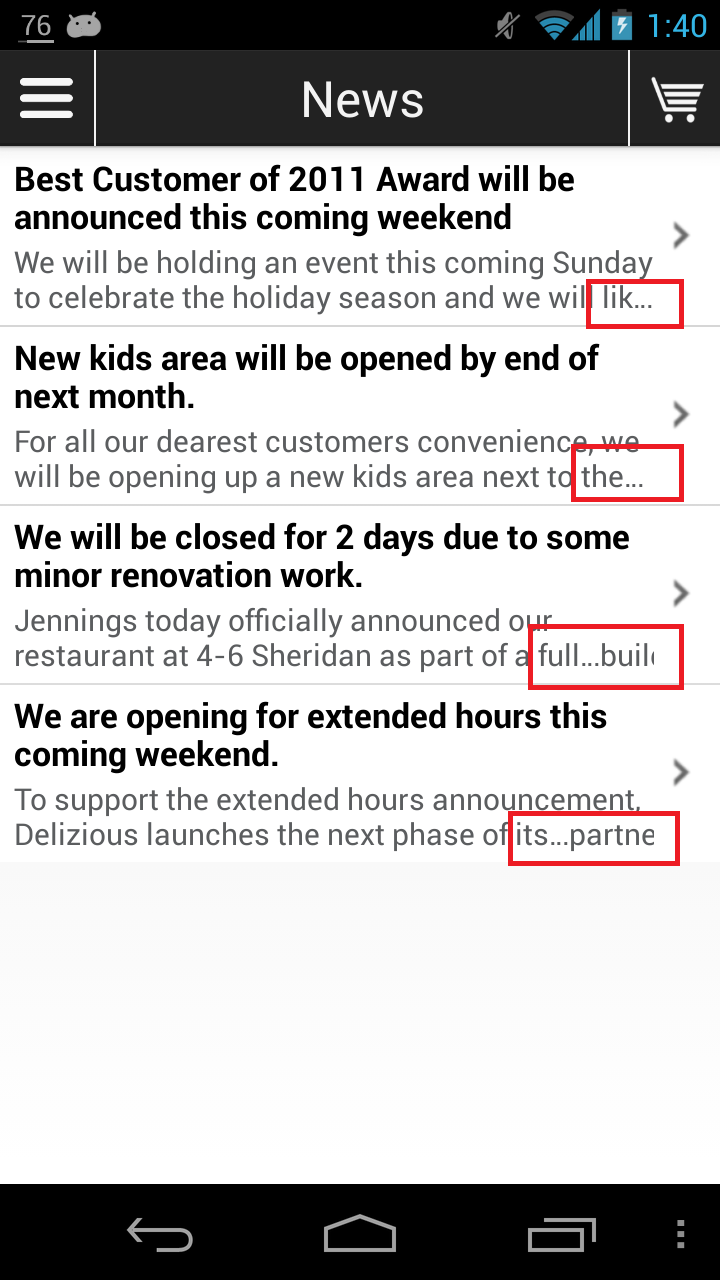 76
1:40
News
Best Customer of 2011 Award will be
announced this coming weekend
We will be holding an event this coming Sunday
to celebrate the holiday season and we will lik...
New kids area will be opened by end of
next month.
For all our dearest customers convenience, we
will be opening up a new kids area next to the...
We will be closed for 2 days due to some
minor renovation work.
Jennings today officially announced our
restaurant at 4-6 Sheridan as part of a full...buil
We are opening for extended hours this
coming weekend.
To support the extended hours announcement,
Delizious launches the next phase of its...partne